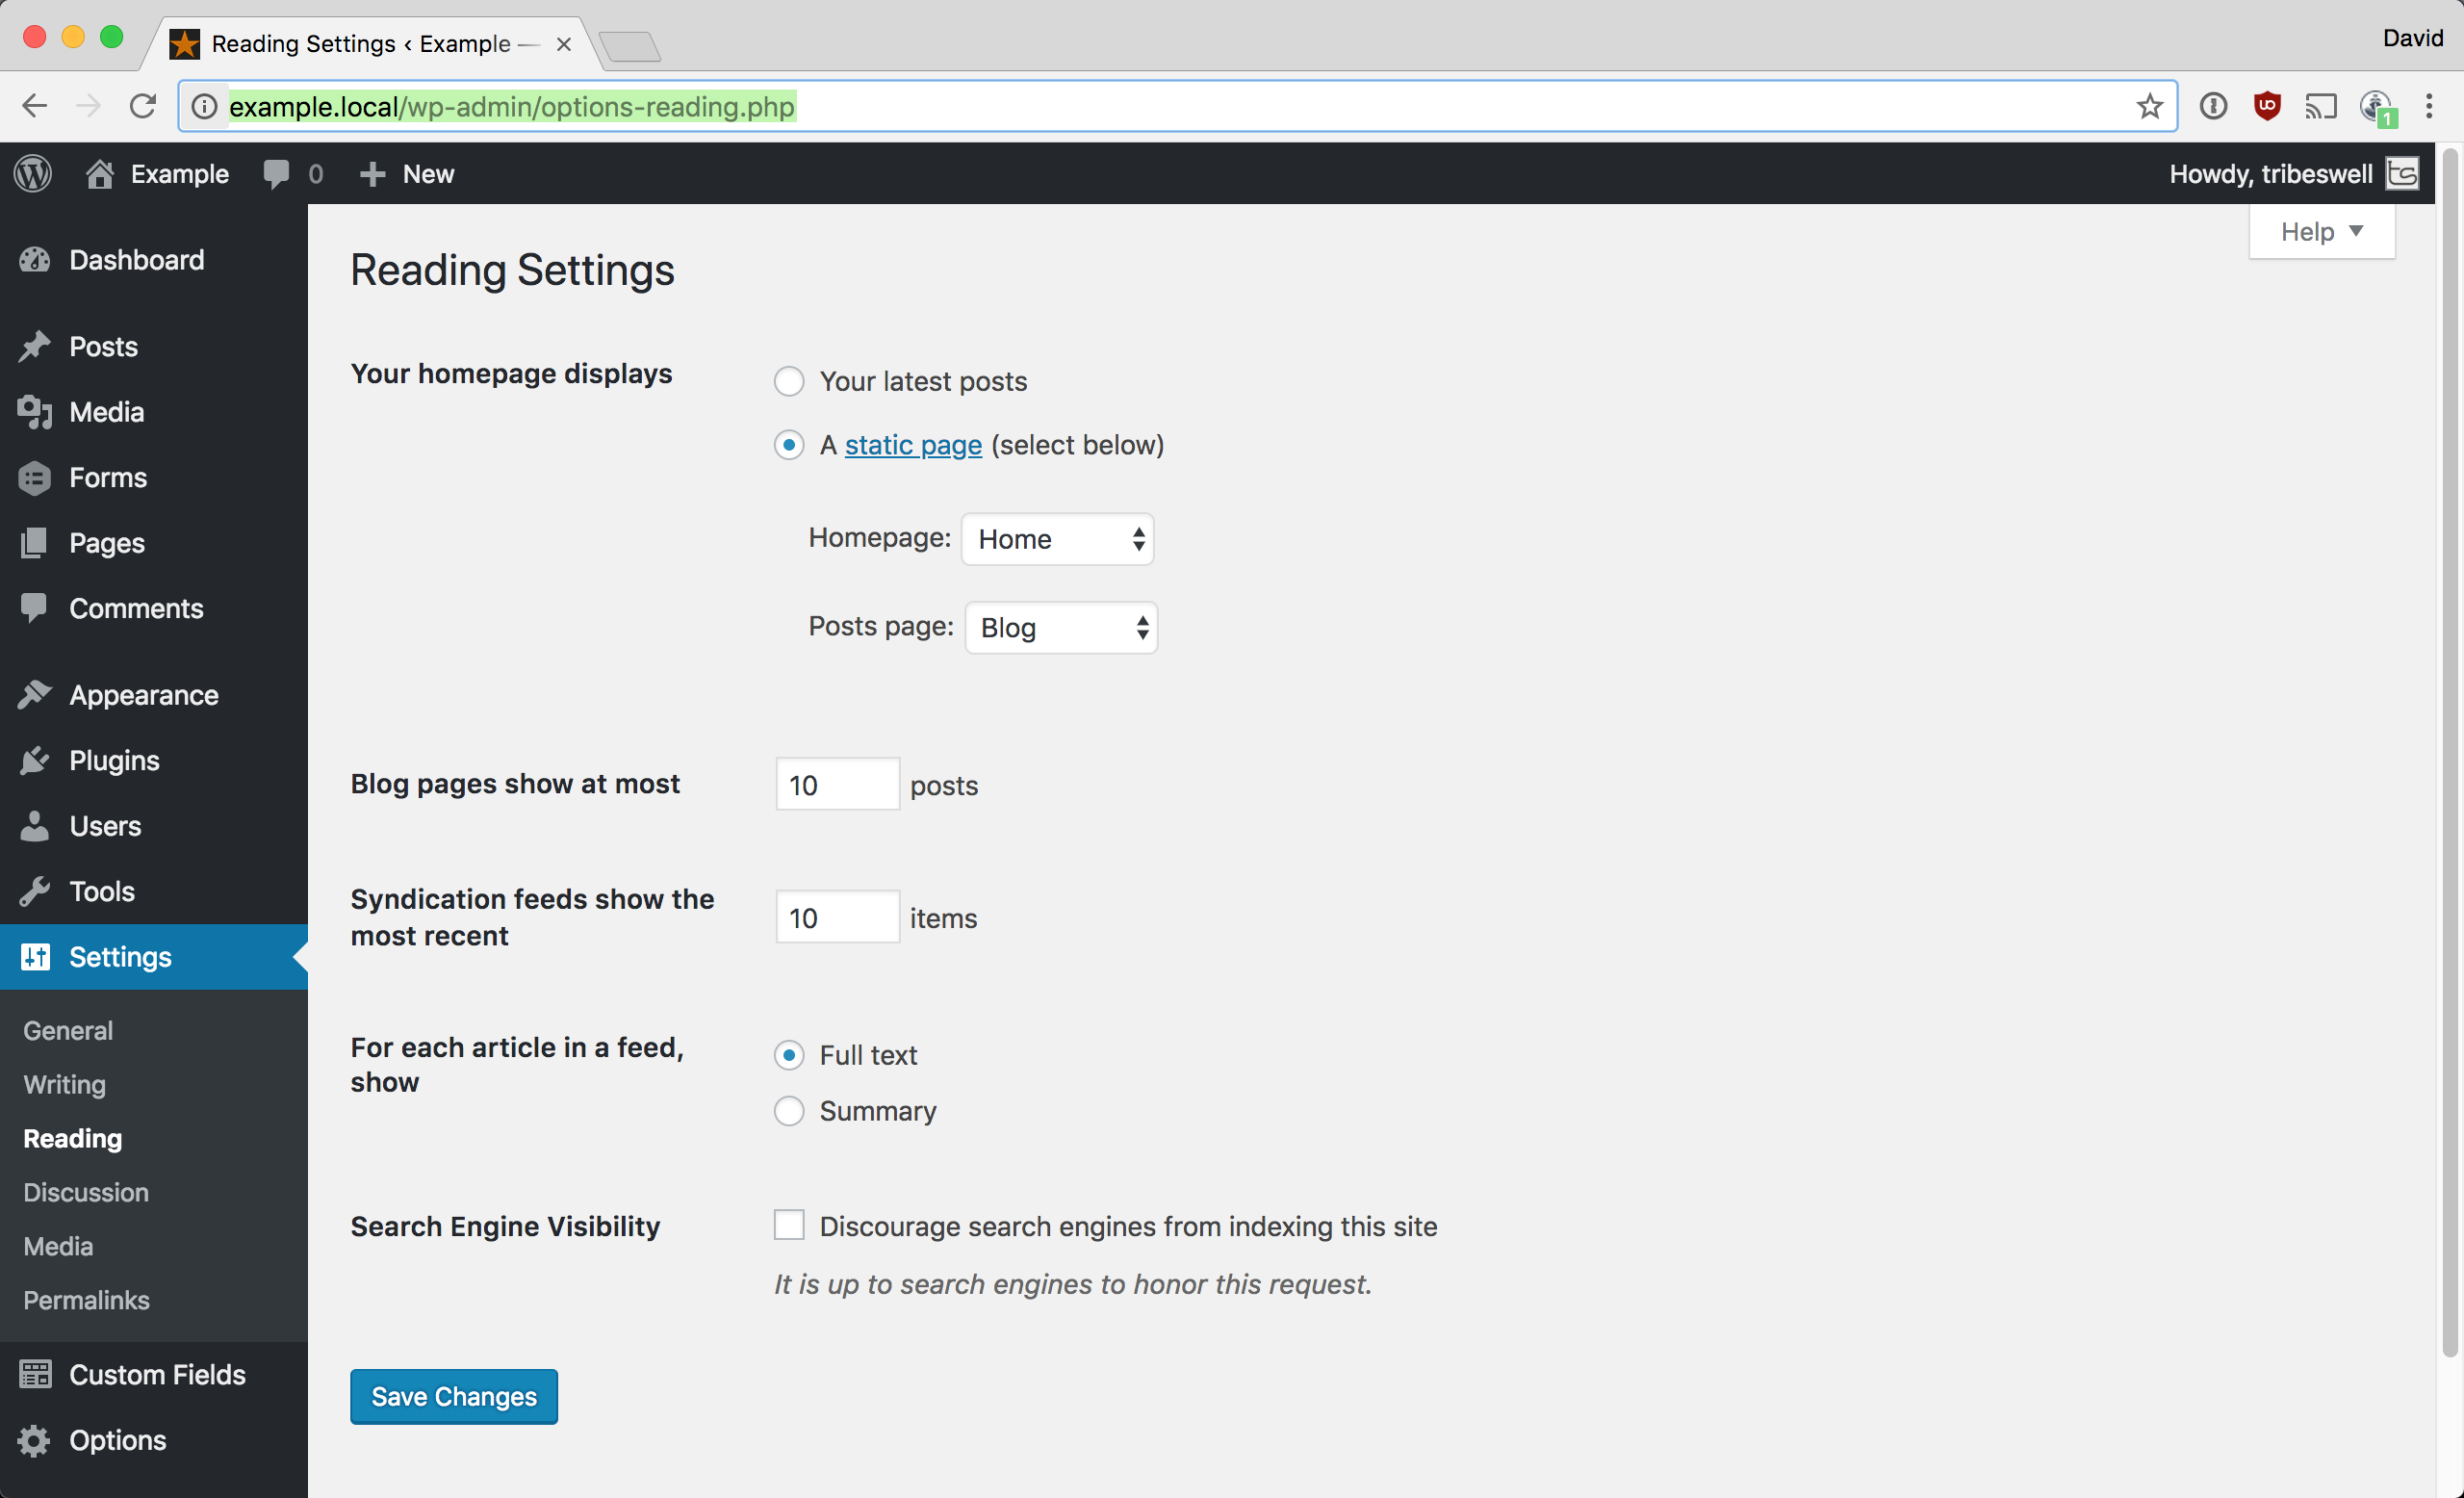 Reading Settings ‹ Example —
David
example.local/wp-admin/options-reading.php
1
Example
0
New
Howdy, tribeswell
ts
Help
Dashboard
Posts
Media
Forms
Pages
Comments
Appearance
Plugins
Users
Tools
Settings
General
Writing
Reading
Discussion
Media
Permalinks
Custom Fields
Options
Reading Settings
Your homepage displays
Your latest posts
A static page (select below)
Homepage: Home
Posts page: Blog
Blog pages show at most
10 posts
Syndication feeds show the
most recent
10 items
For each article in a feed,
show
Full text
Summary
Search Engine Visibility
Discourage search engines from indexing this site
It is up to search engines to honor this request.
Save Changes